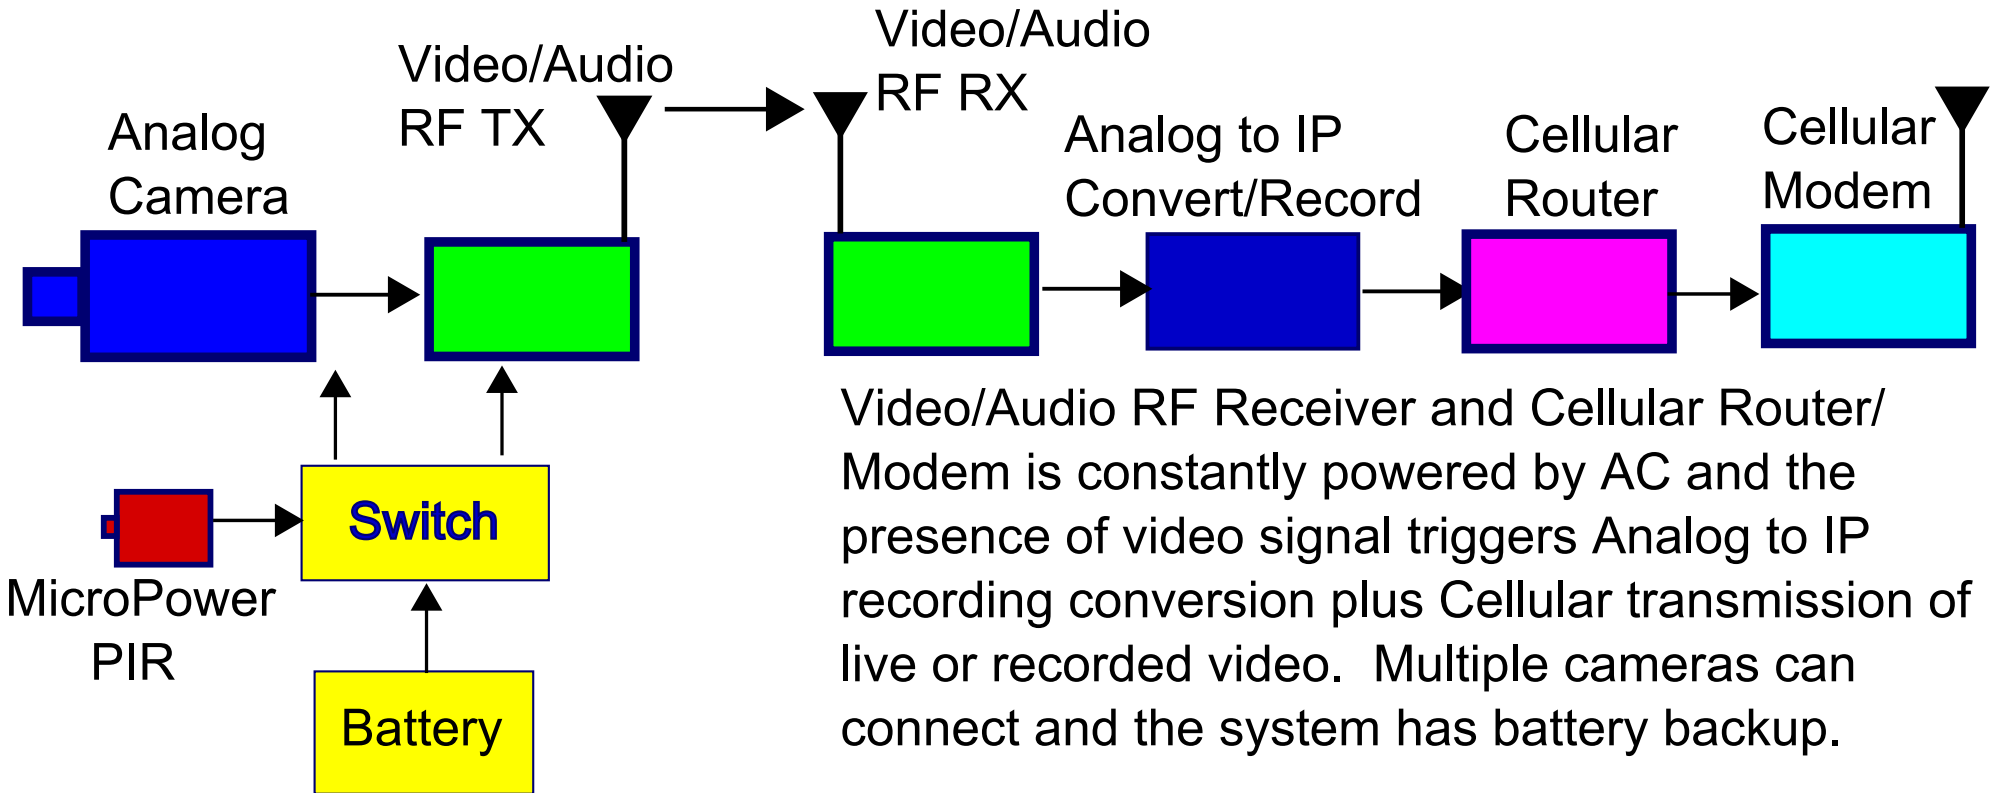 Video/Audio
RF TX
Video/Audio
RF RX
Analog
Camera
Analog to IP
Convert/Record
Cellular
Router
Cellular
Modem
Switch
MicroPower
PIR
Battery
Video/Audio RF Receiver and Cellular Router/
Modem is constantly powered by AC and the
presence of video signal triggers Analog to IP
recording conversion plus Cellular transmission of
live or recorded video.  Multiple cameras can
connect and the system has battery backup.